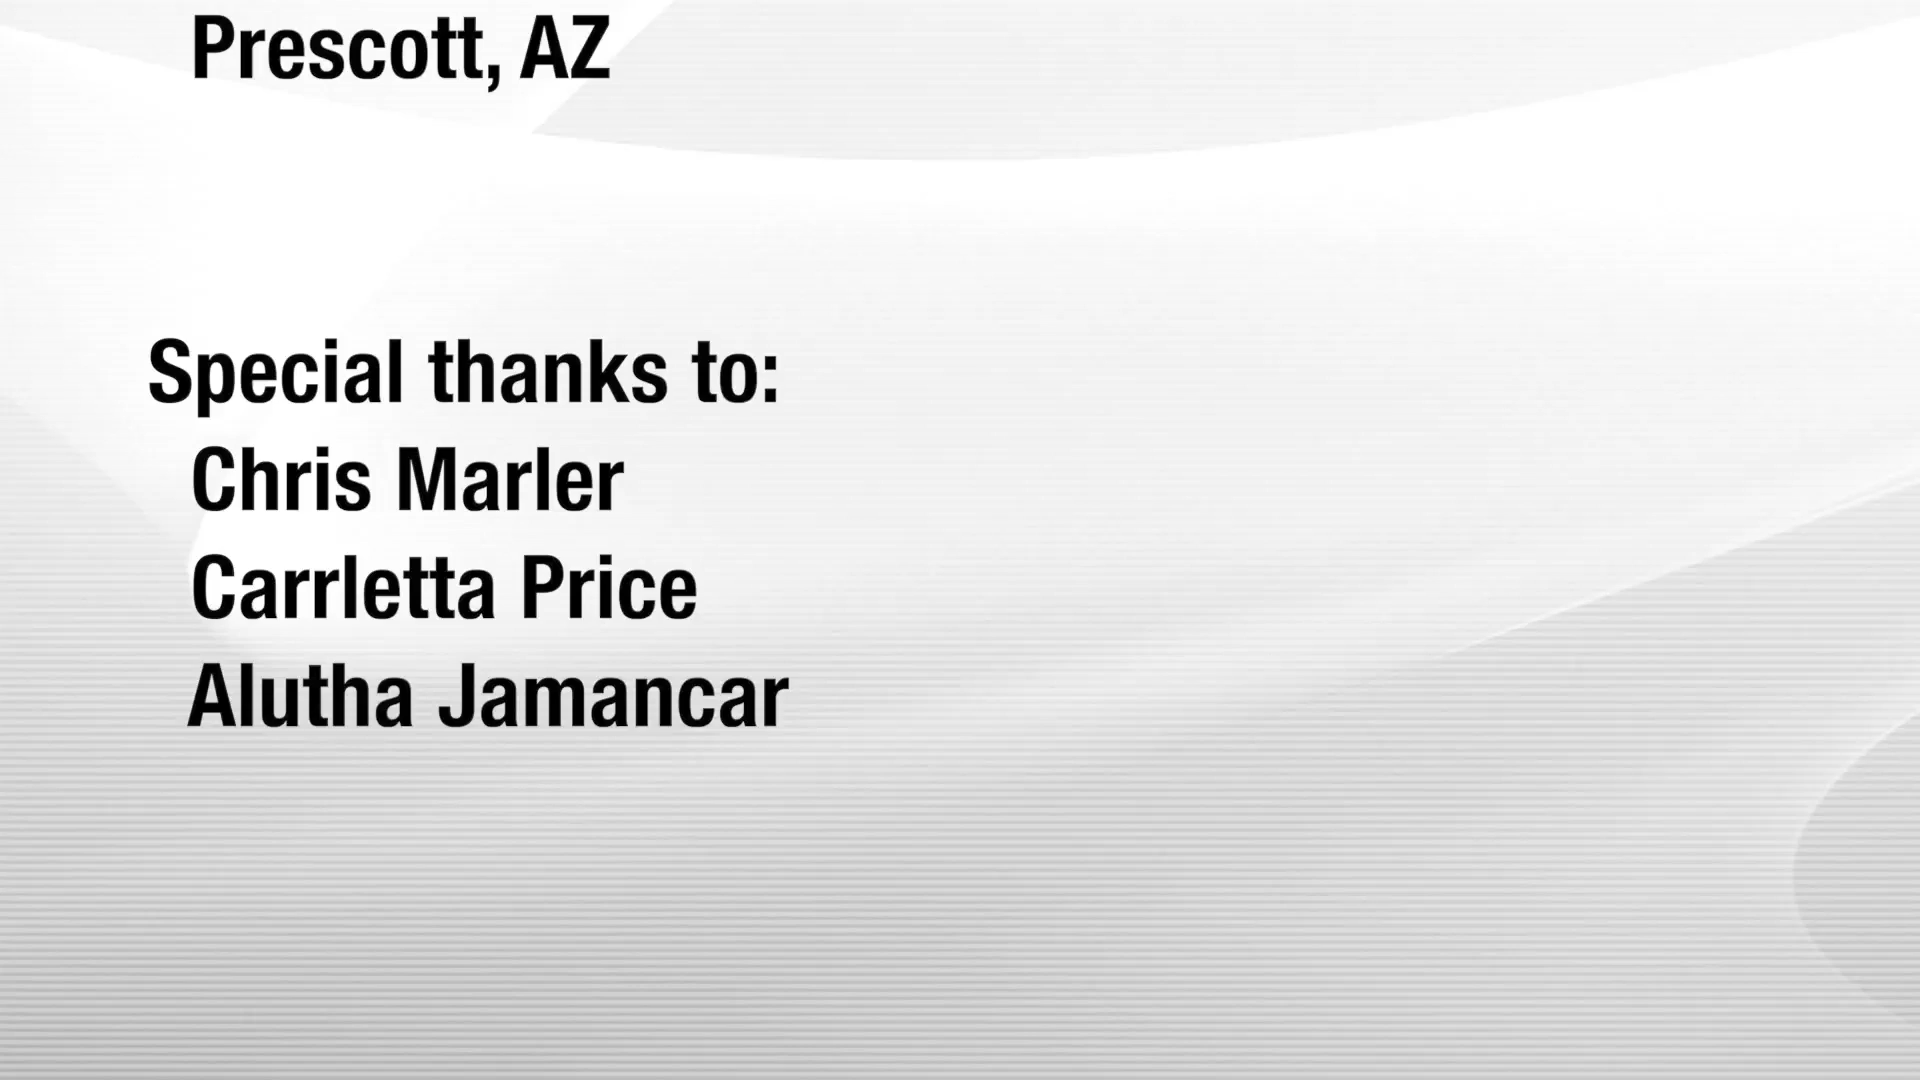 Prescott, AZ
Special thanks to:
Chris Marler
Carrletta Price
Alutha Jamancar